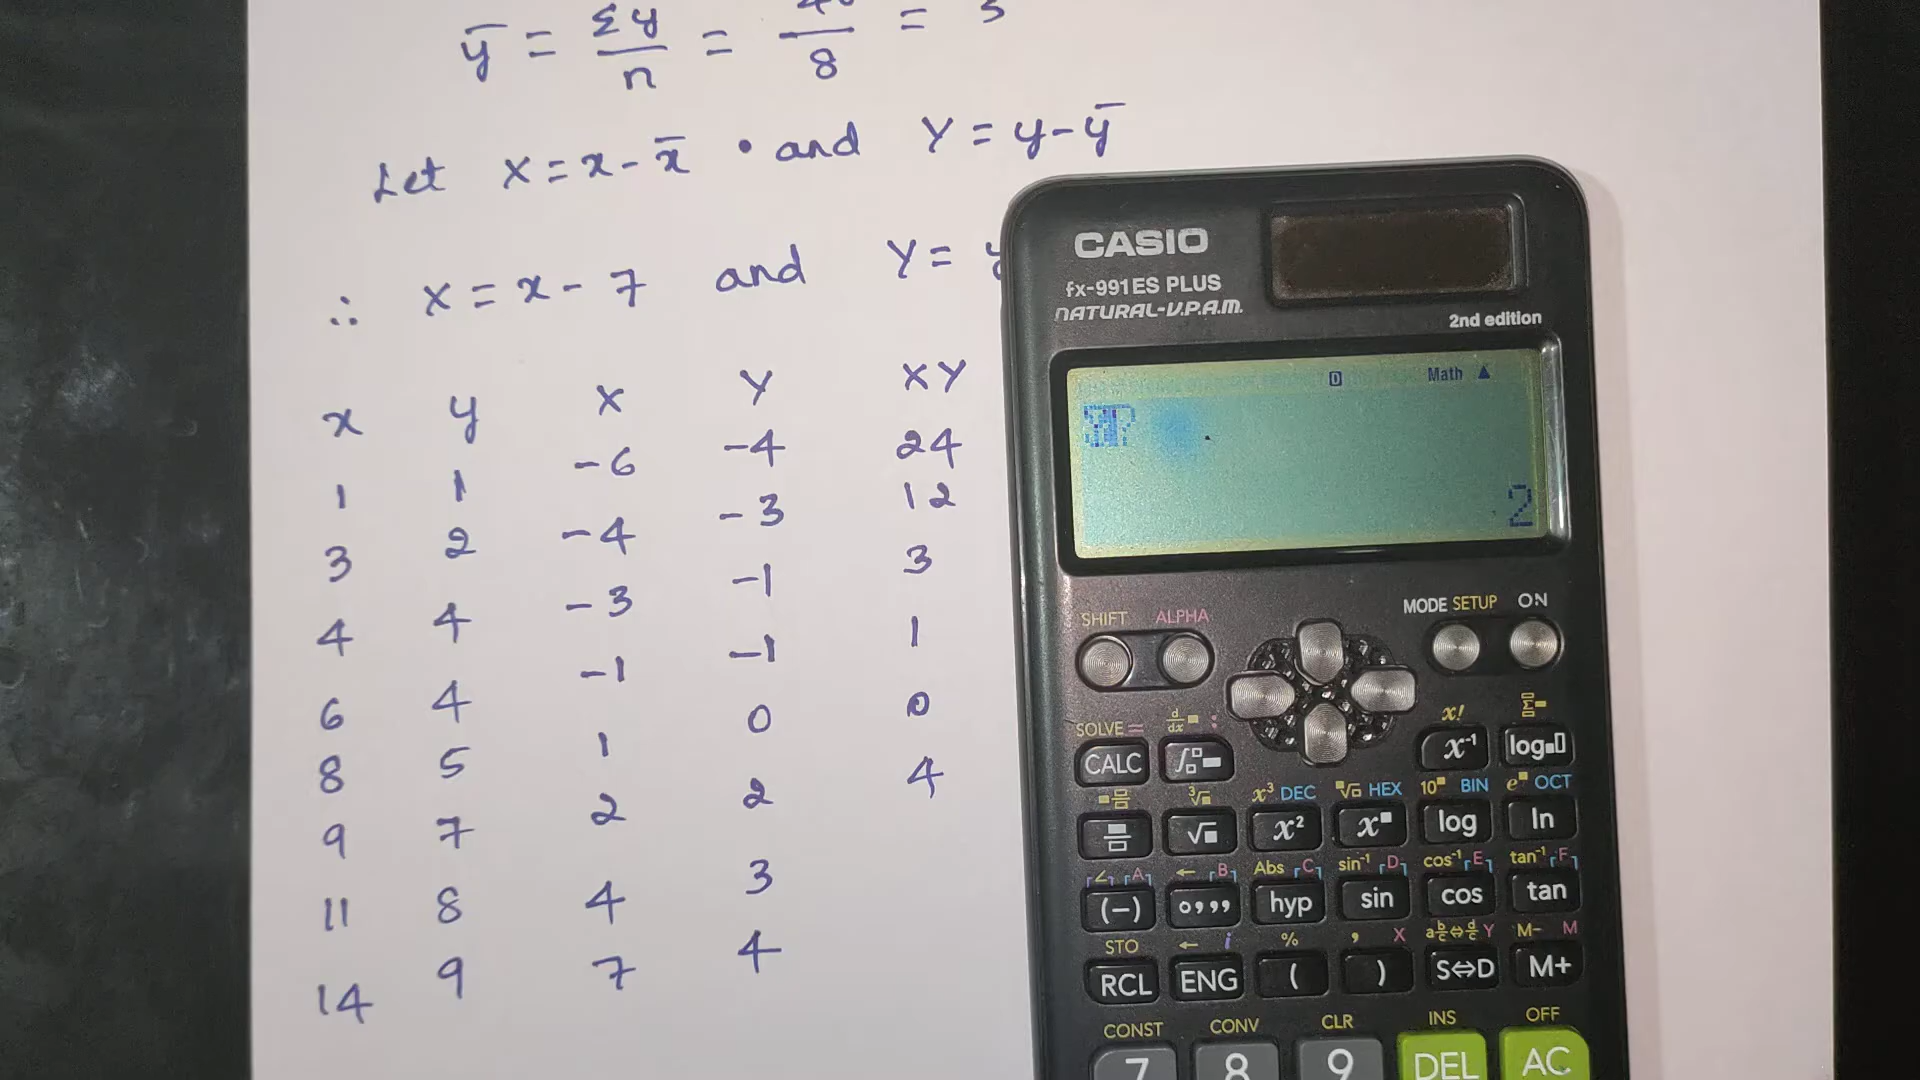 ȳ = Σy/n = /8 =
Let X = x - x̄ • and Y = y - ȳ
∴ X = x - 7 and Y =
x y X Y XY
1 1 -6 -4 24
3 2 -4 -3 12
4 4 -3 -1 3
6 4 -1 -1 1
8 5 1 0 0
9 7 2 2 4
11 8 4 3
14 9 7 4
CASIO
fx-991ES PLUS
NATURAL-V.P.A.M.
2nd edition
D Math ▲
2
SHIFT ALPHA MODE SETUP ON
SOLVE = d/dx : x! Σ
CALC ∫ x⁻¹ log
³√ x³ DEC √ HEX 10 BIN e OCT
√ x² x log ln
∠ A ← B Abs C sin⁻¹ D cos⁻¹ E tan⁻¹ F
(−) °,,, hyp sin cos tan
STO ← i % , X a b/c⇔d/c Y M− M
RCL ENG ( ) S⇔D M+
CONST CONV CLR INS OFF
7 8 9 DEL AC